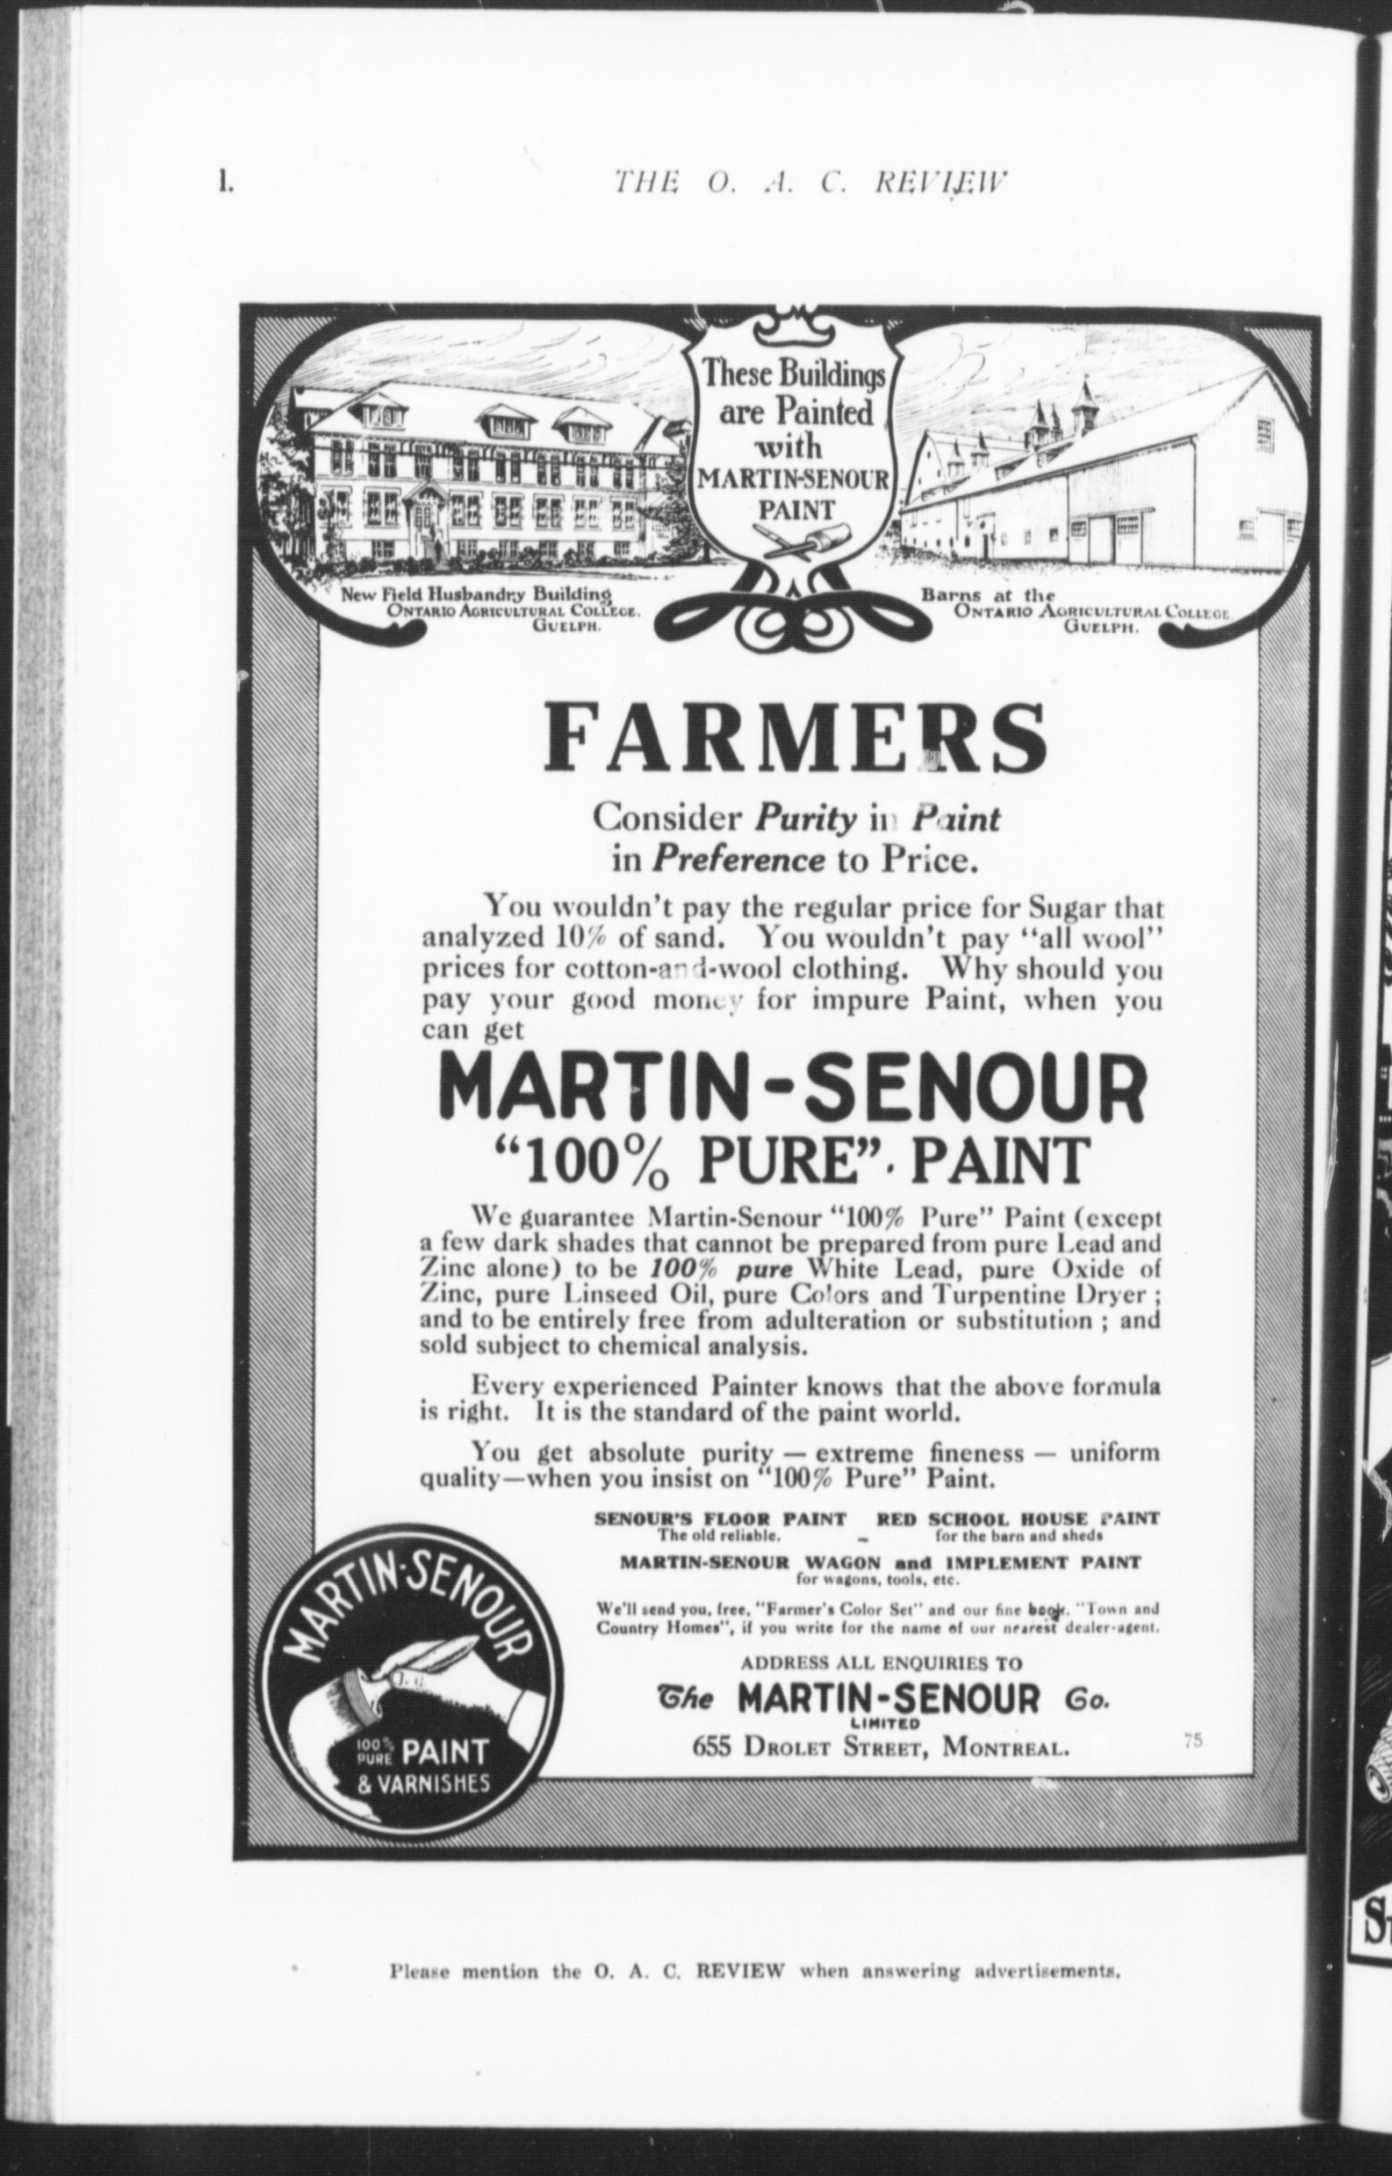 l.
THE O. A. C. REVIEW
These Buildings
are Painted
with
MARTIN-SENOUR
PAINT
New Field Husbandry Building
ONTARIO AGRICULTURAL COLLEGE.
GUELPH.
Barns at the
ONTARIO AGRICULTURAL COLLEGE
GUELPH.
FARMERS
Consider Purity in Paint
in Preference to Price.
You wouldn't pay the regular price for Sugar that
analyzed 10% of sand. You wouldn't pay "all wool"
prices for cotton-and-wool clothing. Why should you
pay your good money for impure Paint, when you
can get
MARTIN-SENOUR
"100% PURE" PAINT
We guarantee Martin-Senour "100% Pure" Paint (except
a few dark shades that cannot be prepared from pure Lead and
Zinc alone) to be 100% pure White Lead, pure Oxide of
Zinc, pure Linseed Oil, pure Colors and Turpentine Dryer;
and to be entirely free from adulteration or substitution; and
sold subject to chemical analysis.
Every experienced Painter knows that the above formula
is right. It is the standard of the paint world.
You get absolute purity — extreme fineness — uniform
quality—when you insist on "100% Pure" Paint.
SENOUR'S FLOOR PAINT RED SCHOOL HOUSE PAINT
The old reliable. – for the barn and sheds
MARTIN-SENOUR WAGON and IMPLEMENT PAINT
for wagons, tools, etc.
We'll send you, free, "Farmer's Color Set" and our fine book, "Town and
Country Homes", if you write for the name of our nearest dealer-agent.
ADDRESS ALL ENQUIRIES TO
The MARTIN-SENOUR Co.
LIMITED
655 DROLET STREET, MONTREAL.
75
MARTIN-SENOUR
100% PURE PAINT
& VARNISHES
Please mention the O. A. C. REVIEW when answering advertisements.